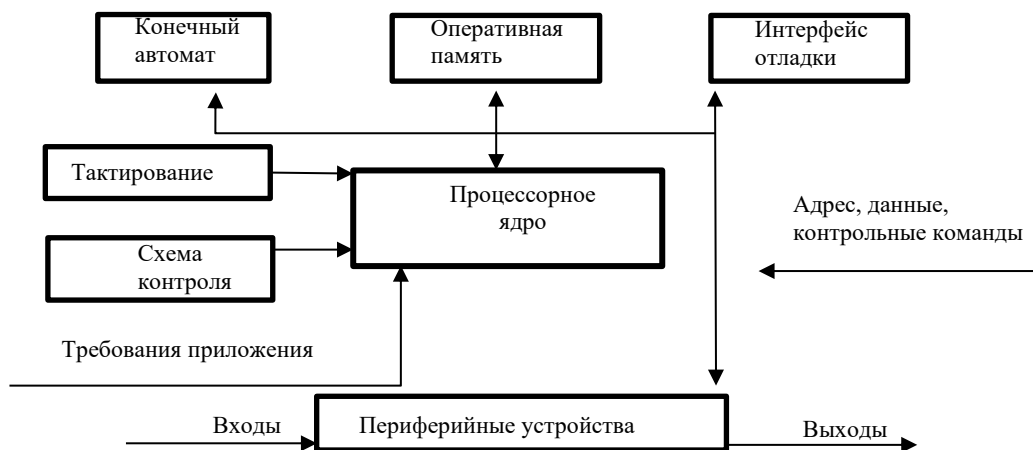 Конечный
автомат
Оперативная
память
Интерфейс
отладки
Тактирование
Процессорное
ядро
Адрес, данные,
контрольные команды
Схема
контроля
Требования приложения
Входы
Периферийные устройства
Выходы